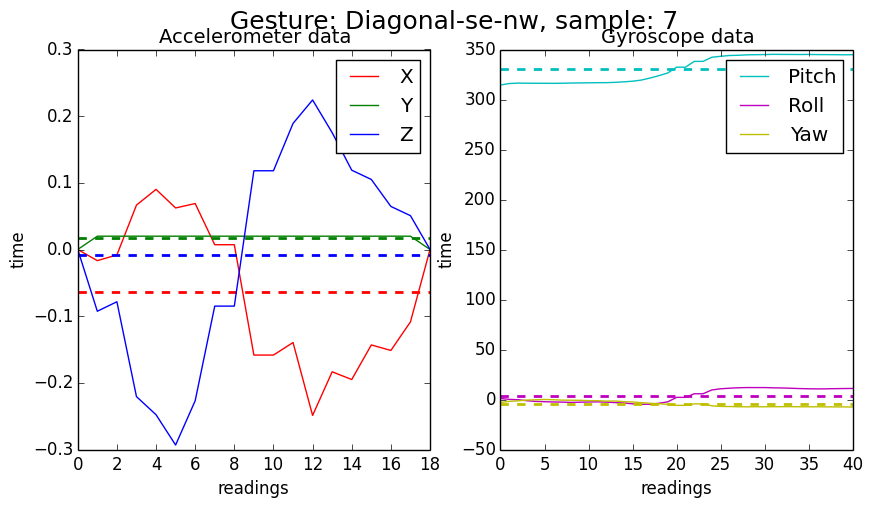 Gesture: Diagonal-se-nw, sample: 7
Accelerometer data
0.3
0.2
0.1
0.0
−0.1
−0.2
−0.3
time
0 2 4 6 8 10 12 14 16 18
readings
X
Y
Z
Gyroscope data
350
300
250
200
150
100
50
0
−50
time
0 5 10 15 20 25 30 35 40
readings
Pitch
Roll
Yaw